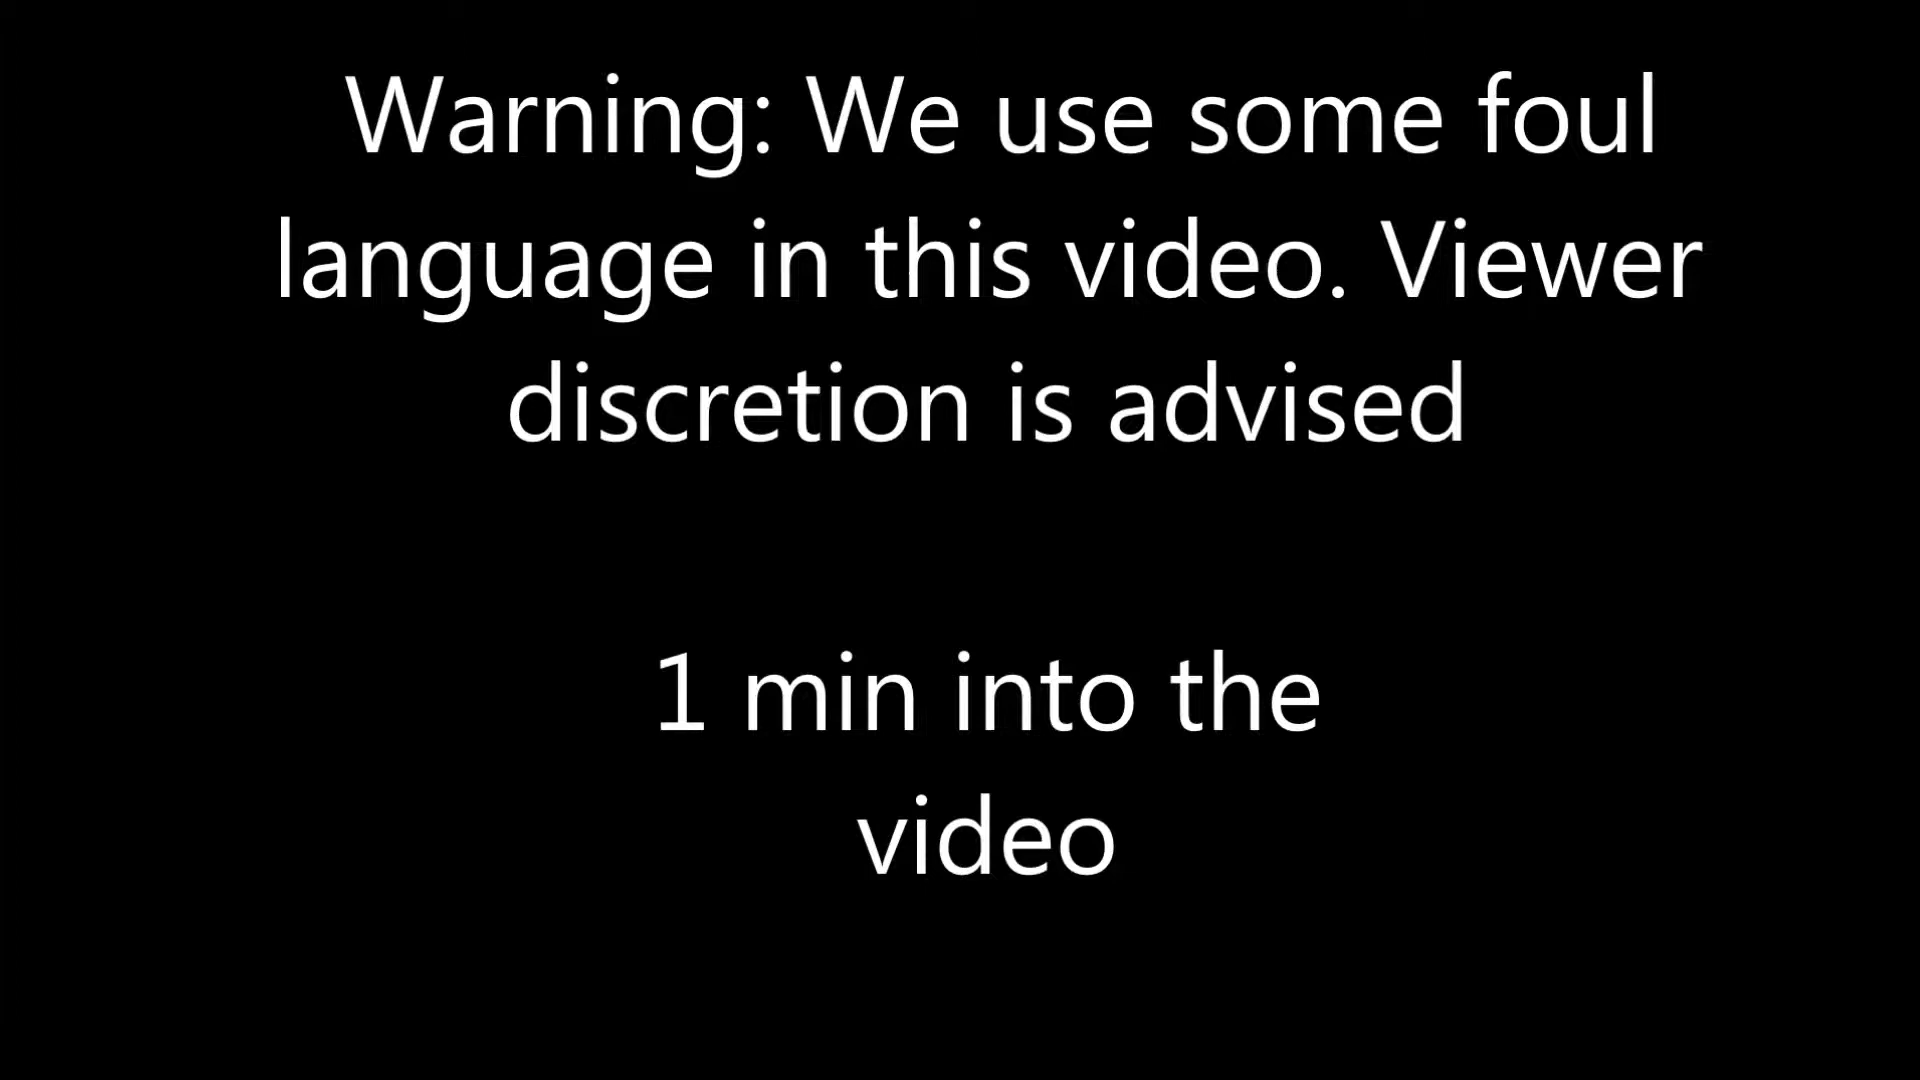 Warning: We use some foul
language in this video. Viewer
discretion is advised
1 min into the
video